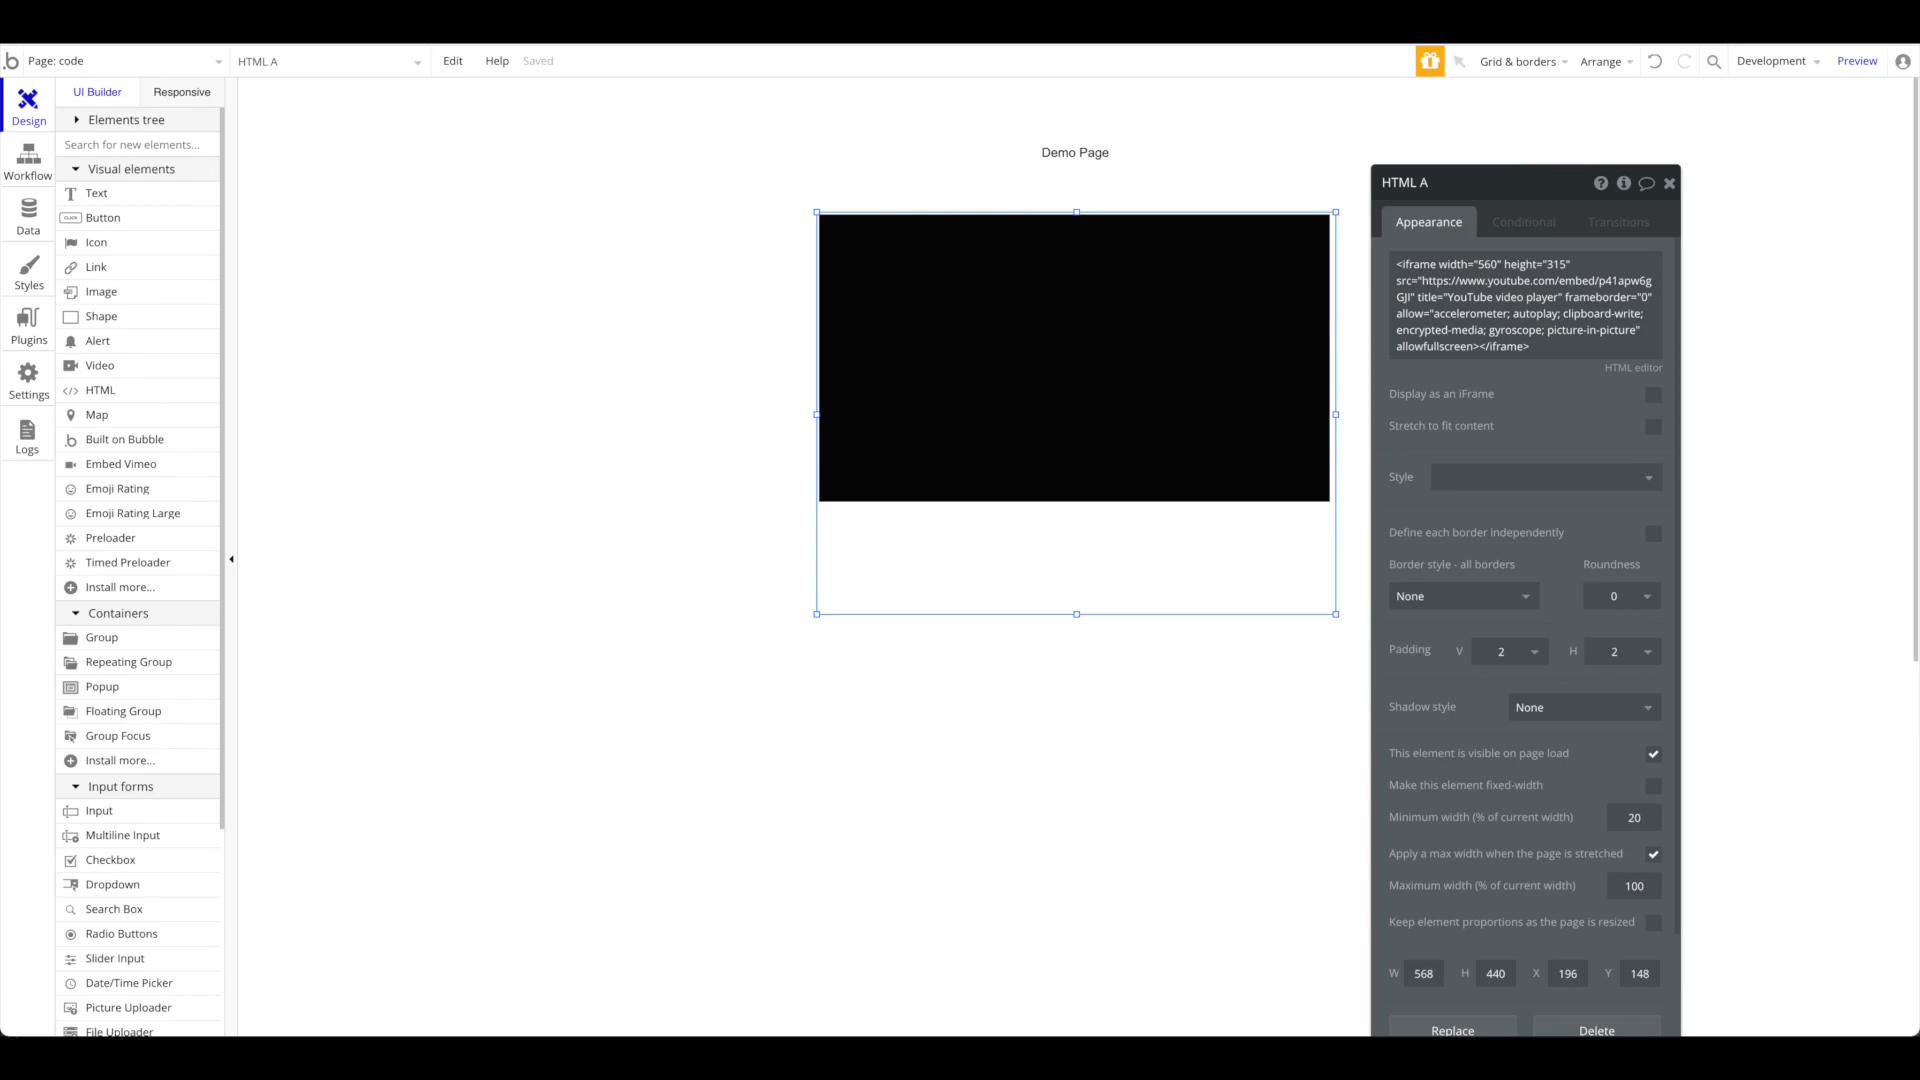 b Page: code HTML A Edit Help Saved Grid & borders Arrange Development Preview
Design
Workflow
Data
Styles
Plugins
Settings
Logs
UI Builder Responsive
Elements tree
Search for new elements...
Visual elements
Text
CLICK Button
Icon
Link
Image
Shape
Alert
Video
</> HTML
Map
b Built on Bubble
Embed Vimeo
Emoji Rating
Emoji Rating Large
Preloader
Timed Preloader
Install more...
Containers
Group
Repeating Group
Popup
Floating Group
Group Focus
Install more...
Input forms
Input
Multiline Input
Checkbox
Dropdown
Search Box
Radio Buttons
Slider Input
Date/Time Picker
Picture Uploader
File Uploader
Demo Page
HTML A
Appearance Conditional Transitions
<iframe width="560" height="315"
src="https://www.youtube.com/embed/p41apw6g
GJI" title="YouTube video player" frameborder="0"
allow="accelerometer; autoplay; clipboard-write;
encrypted-media; gyroscope; picture-in-picture"
allowfullscreen></iframe>
HTML editor
Display as an iFrame
Stretch to fit content
Style
Define each border independently
Border style - all borders Roundness
None 0
Padding V 2 H 2
Shadow style None
This element is visible on page load
Make this element fixed-width
Minimum width (% of current width) 20
Apply a max width when the page is stretched
Maximum width (% of current width) 100
Keep element proportions as the page is resized
W 568 H 440 X 196 Y 148
Replace Delete